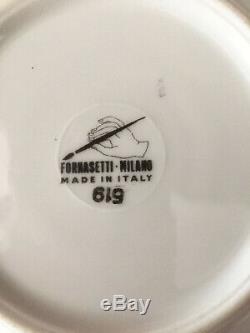 FORNASETTI · MILANO
MADE IN ITALY
619